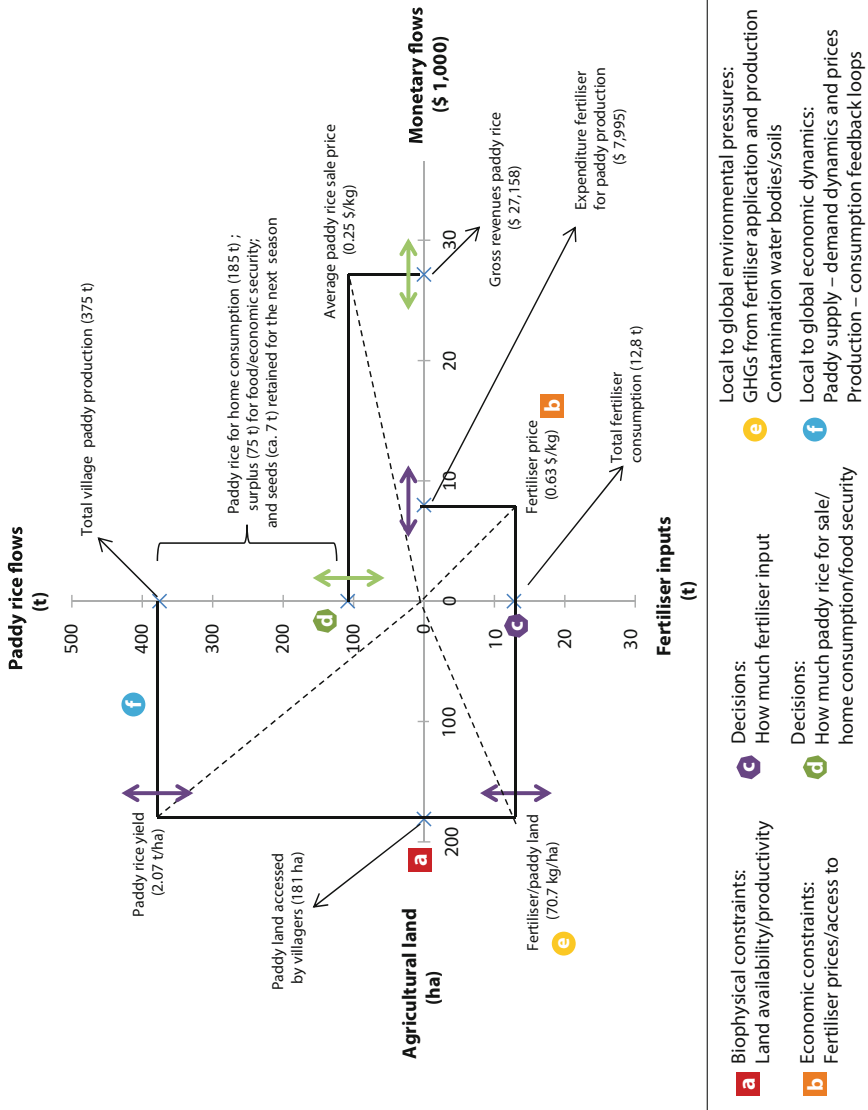 Paddy rice flows
(t)
Total village paddy production (375 t)
Paddy rice for home consumption (185 t) ;
surplus (75 t) for food/economic security;
and seeds (ca. 7 t) retained for the next season
Average paddy rice sale price
(0.25 $/kg)
Monetary flows
($ 1,000)
Paddy rice yield
(2.07 t/ha)
f
d
500
400
300
200
100
0
Paddy land accessed
by villagers (181 ha)
a
Agricultural land
(ha)
200
100
0
10
20
30
Gross revenues paddy rice
($ 27,158)
Expenditure fertiliser
for paddy production
($ 7,995)
Fertiliser/paddy land
(70.7 kg/ha)
e
c
10
20
30
Fertiliser price
(0.63 $/kg)
b
Total fertiliser
consumption (12,8 t)
Fertiliser inputs
(t)
a
Biophysical constraints:
Land availability/productivity
b
Economic constraints:
Fertiliser prices/access to
c
Decisions:
How much fertiliser input
d
Decisions:
How much paddy rice for sale/
home consumption/food security
e
Local to global environmental pressures:
GHGs from fertiliser application and production
Contamination water bodies/soils
f
Local to global economic dynamics:
Paddy supply – demand dynamics and prices
Production – consumption feedback loops